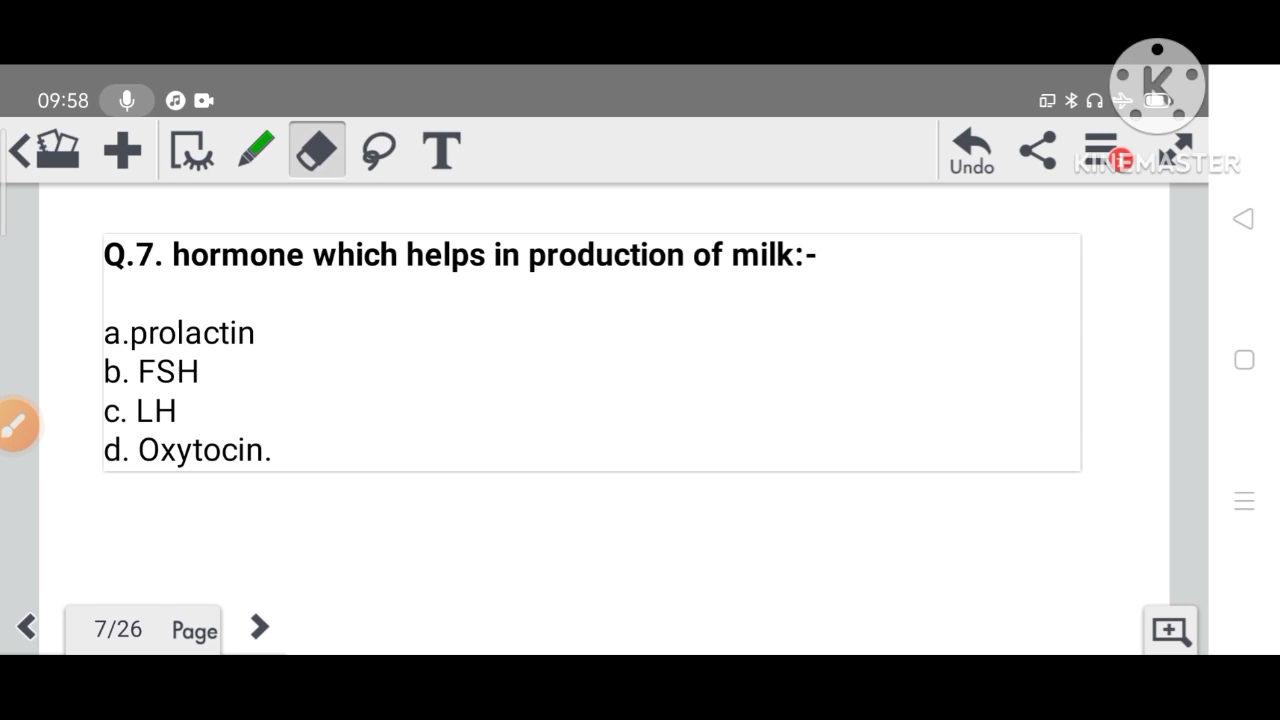 09:58
K
KINEMASTER
T
Undo
Q.7. hormone which helps in production of milk:-
a.prolactin
b. FSH
c. LH
d. Oxytocin.
7/26 Page